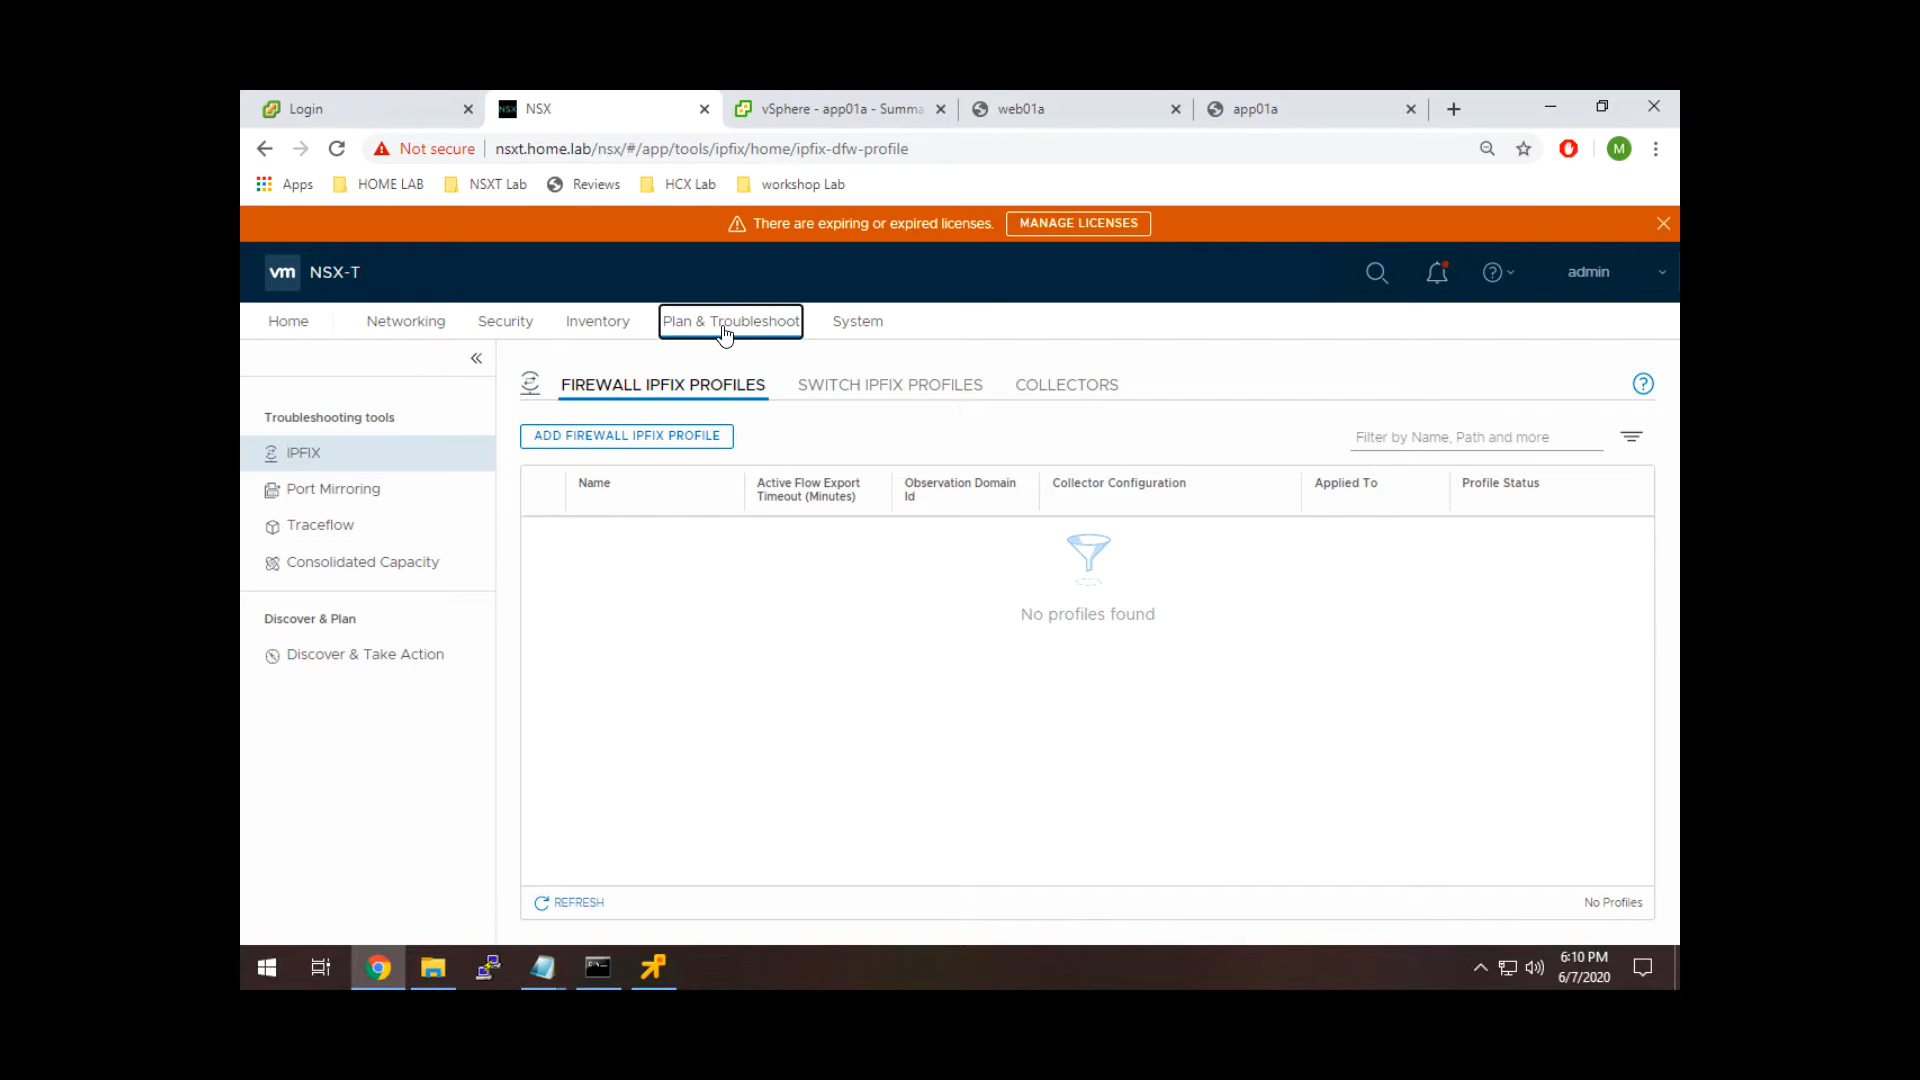 Login
NSX
vSphere - app01a - Summa
web01a
app01a
Not secure
nsxt.home.lab/nsx/#/app/tools/ipfix/home/ipfix-dfw-profile
M
Apps
HOME LAB
NSXT Lab
Reviews
HCX Lab
workshop Lab
There are expiring or expired licenses.
MANAGE LICENSES
vm
NSX-T
admin
Home
Networking
Security
Inventory
Plan & Troubleshoot
System
Troubleshooting tools
IPFIX
Port Mirroring
Traceflow
Consolidated Capacity
Discover & Plan
Discover & Take Action
FIREWALL IPFIX PROFILES
SWITCH IPFIX PROFILES
COLLECTORS
ADD FIREWALL IPFIX PROFILE
Filter by Name, Path and more
Name
Active Flow Export
Timeout (Minutes)
Observation Domain
Id
Collector Configuration
Applied To
Profile Status
No profiles found
REFRESH
No Profiles
6:10 PM
6/7/2020